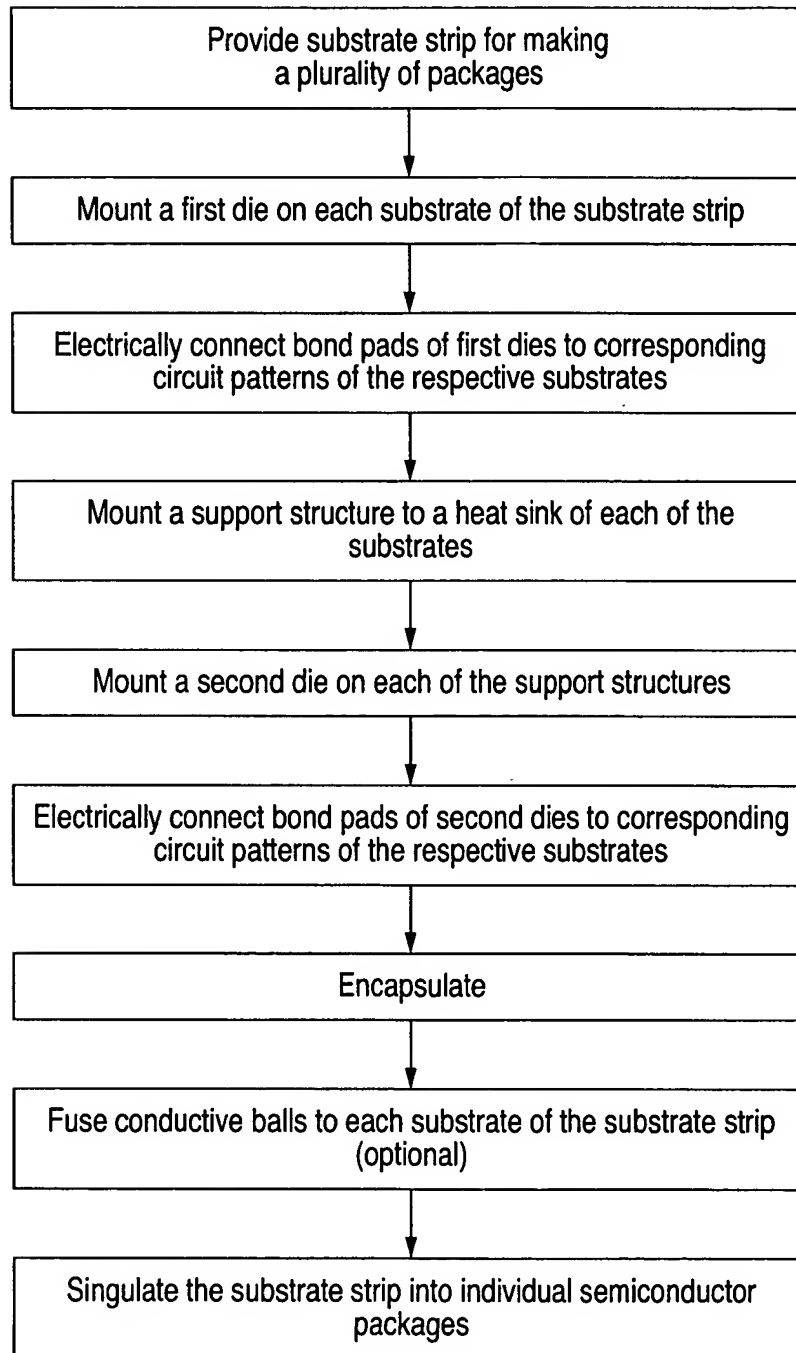 Provide substrate strip for making
a plurality of packages
Mount a first die on each substrate of the substrate strip
Electrically connect bond pads of first dies to corresponding
circuit patterns of the respective substrates
Mount a support structure to a heat sink of each of the
substrates
Mount a second die on each of the support structures
Electrically connect bond pads of second dies to corresponding
circuit patterns of the respective substrates
Encapsulate
Fuse conductive balls to each substrate of the substrate strip
(optional)
Singulate the substrate strip into individual semiconductor
packages